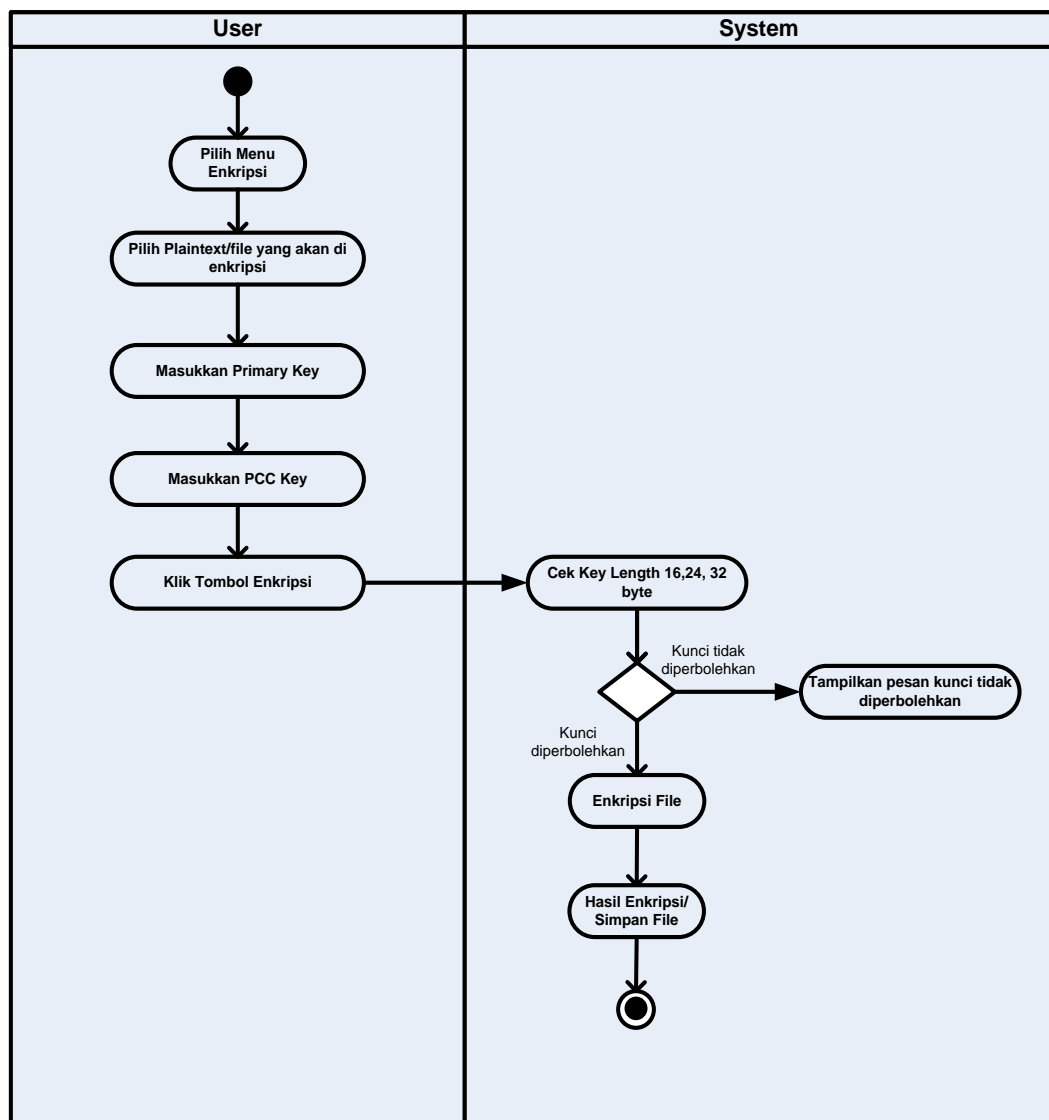 User
System
Pilih Menu
Enkripsi
Pilih Plaintext/file yang akan di
enkripsi
Masukkan Primary Key
Masukkan PCC Key
Klik Tombol Enkripsi
Cek Key Length 16,24, 32
byte
Kunci tidak
diperbolehkan
Tampilkan pesan kunci tidak
diperbolehkan
Kunci
diperbolehkan
Enkripsi File
Hasil Enkripsi/
Simpan File